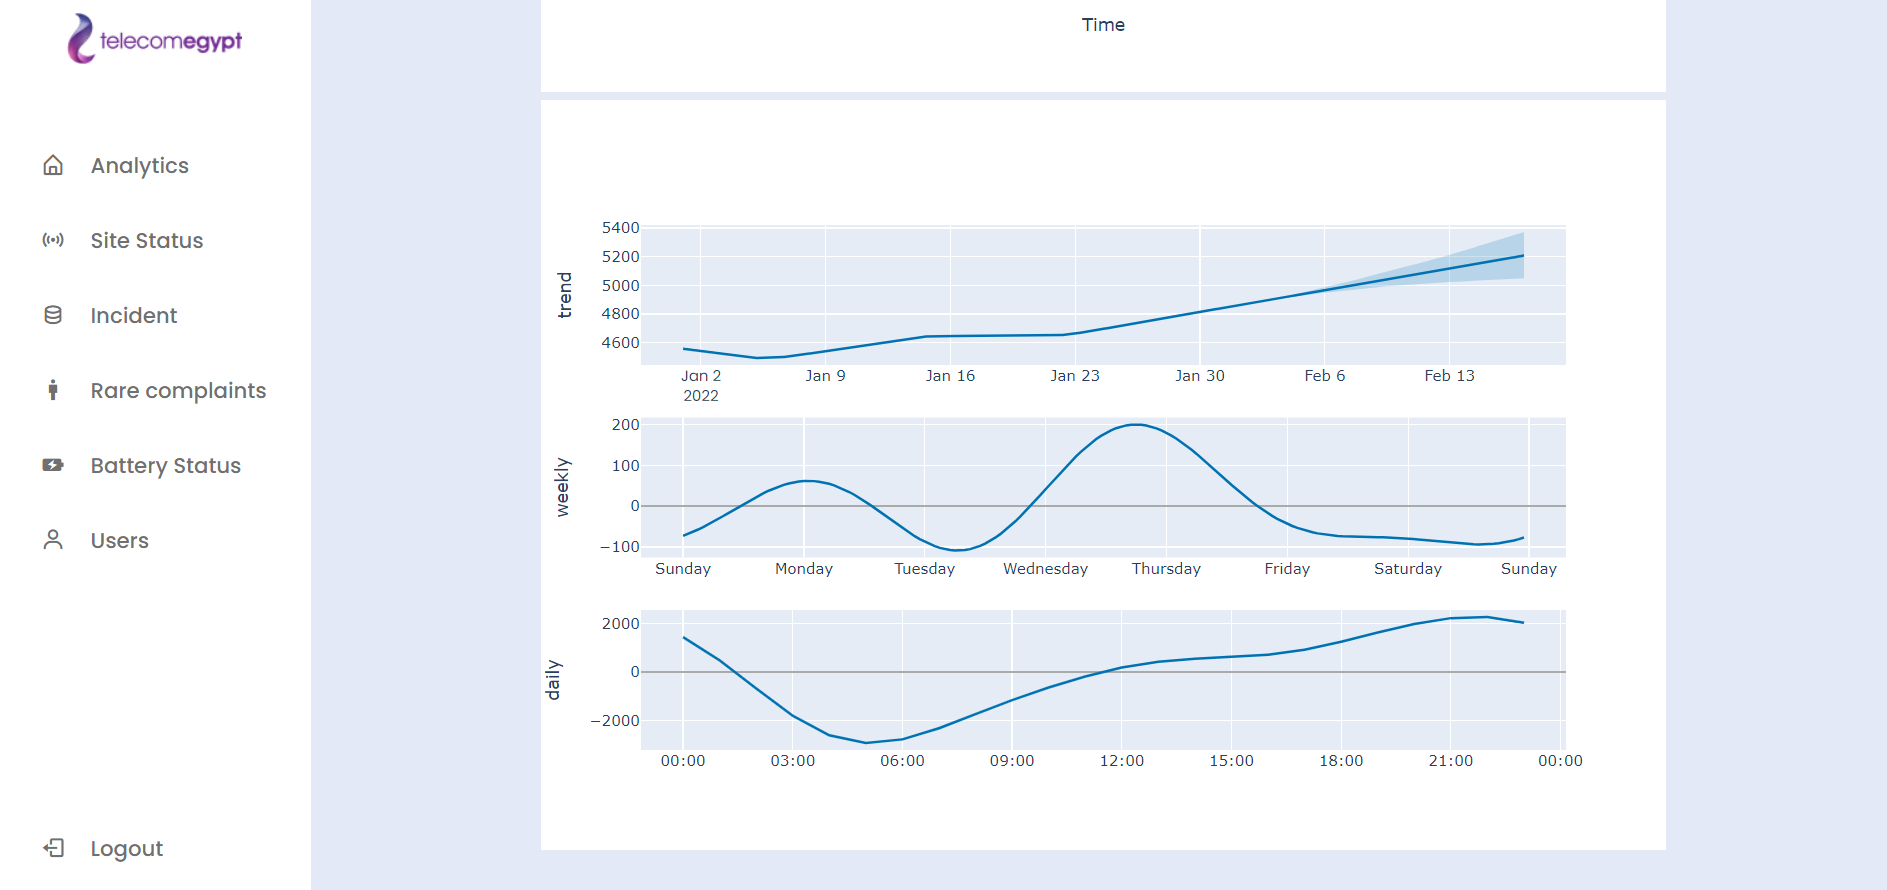 telecomegypt
Analytics
Site Status
Incident
Rare complaints
Battery Status
Users
Logout
Time
trend
5400
5200
5000
4800
4600
Jan 2
2022
Jan 9
Jan 16
Jan 23
Jan 30
Feb 6
Feb 13
weekly
200
100
0
−100
Sunday
Monday
Tuesday
Wednesday
Thursday
Friday
Saturday
Sunday
daily
2000
0
−2000
00:00
03:00
06:00
09:00
12:00
15:00
18:00
21:00
00:00